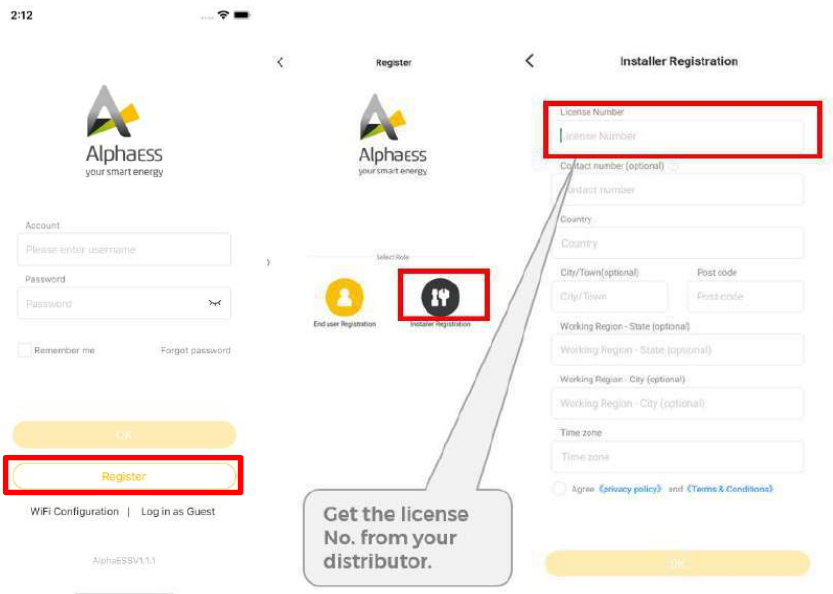 2:12
AlphaESS
your smart energy
Account
Please enter username
Password
Password
Remember me Forgot password
OK
Register
WiFi Configuration | Log in as Guest
AlphaESSV1.1.1
Register
AlphaESS
your smart energy
Select Role
End user Registration Installer Registration
Installer Registration
License Number
License Number
Contact number (optional)
Contact number
Country
Country
City/Town(optional) Post code
City/Town Post code
Working Region - State (optional)
Working Region - State (optional)
Working Region - City (optional)
Working Region - City (optional)
Time zone
Time zone
Agree 《privacy policy》 and 《Terms & Conditions》
OK
Get the license
No. from your
distributor.